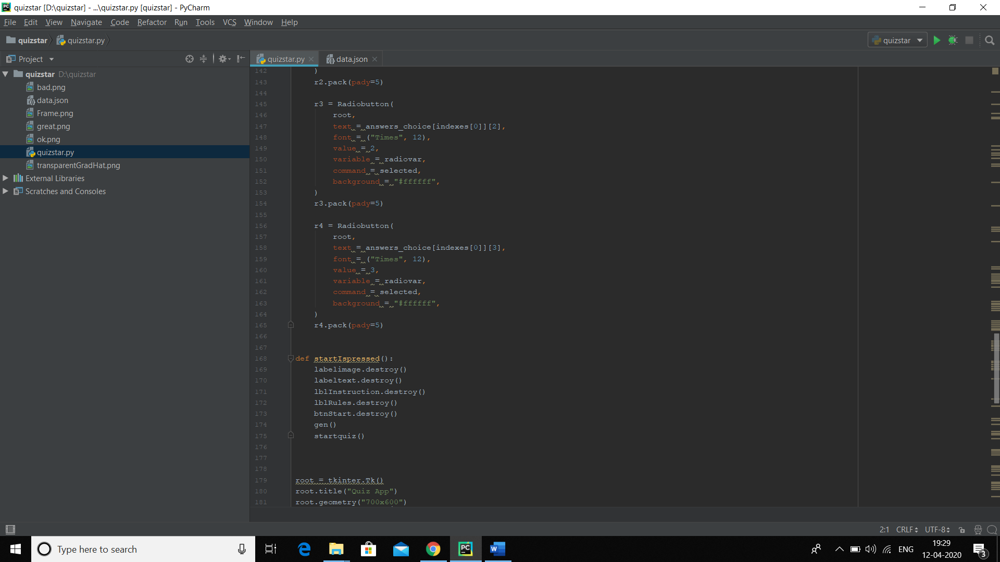 quizstar [D:\quizstar] - ...\quizstar.py [quizstar] - PyCharm
File Edit View Navigate Code Refactor Run Tools VCS Window Help
quizstar quizstar.py quizstar
Project
quizstar D:\quizstar
bad.png
data.json
Frame.png
great.png
ok.png
quizstar.py
transparentGradHat.png
External Libraries
Scratches and Consoles
quizstar.py data.json
142 )
143 r2.pack(pady=5)
144
145 r3 = Radiobutton(
146 root,
147 text = answers_choice[indexes[0]][2],
148 font = ("Times", 12),
149 value = 2,
150 variable = radiovar,
151 command = selected,
152 background = "#ffffff",
153 )
154 r3.pack(pady=5)
155
156 r4 = Radiobutton(
157 root,
158 text = answers_choice[indexes[0]][3],
159 font = ("Times", 12),
160 value = 3,
161 variable = radiovar,
162 command = selected,
163 background = "#ffffff",
164 )
165 r4.pack(pady=5)
166
167
168 def startIspressed():
169 labelimage.destroy()
170 labeltext.destroy()
171 lblInstruction.destroy()
172 lblRules.destroy()
173 btnStart.destroy()
174 gen()
175 startquiz()
176
177
178
179 root = tkinter.Tk()
180 root.title("Quiz App")
181 root.geometry("700x600")
2:1 CRLF UTF-8
Type here to search
PC
W
ENG
19:29
12-04-2020
3